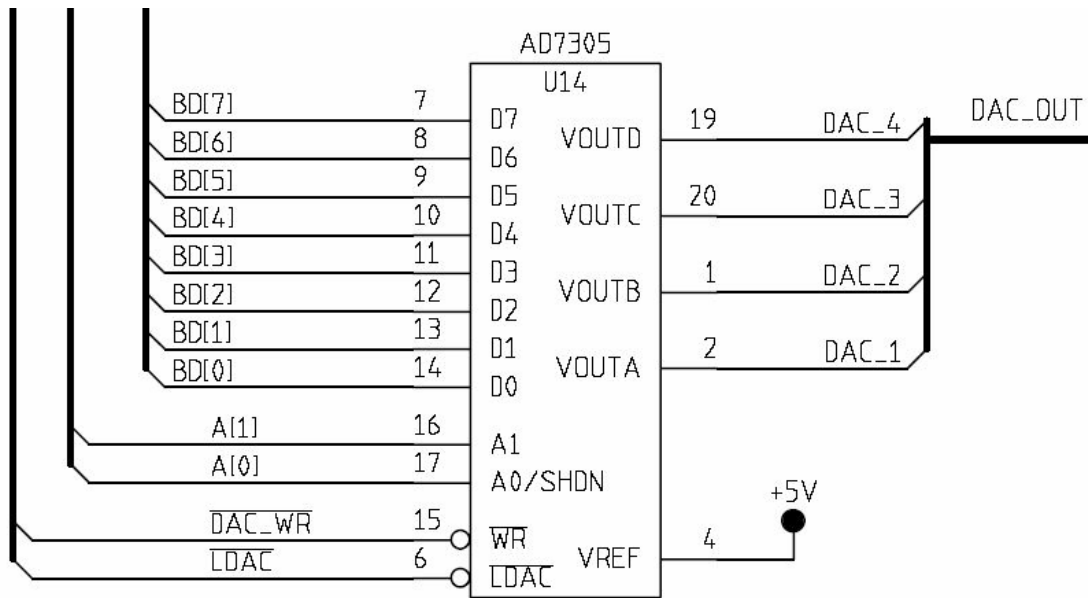 AD7305
U14
BD[7] 7 D7 VOUTD 19 DAC_4 DAC_OUT
BD[6] 8 D6
BD[5] 9 D5 VOUTC 20 DAC_3
BD[4] 10 D4
BD[3] 11 D3
BD[2] 12 D2 VOUTB 1 DAC_2
BD[1] 13 D1
BD[0] 14 D0 VOUTA 2 DAC_1
A[1] 16 A1
A[0] 17 A0/SHDN
+5V
DAC_WR 15 WR
LDAC 6 LDAC VREF 4